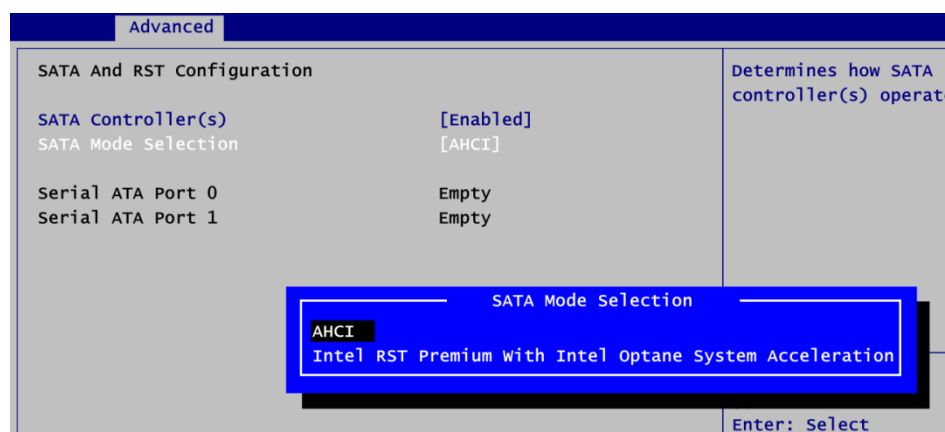 Advanced
SATA And RST Configuration
Determines how SATA
controller(s) operate
SATA Controller(s) [Enabled]
SATA Mode Selection [AHCI]
Serial ATA Port 0 Empty
Serial ATA Port 1 Empty
SATA Mode Selection
AHCI
Intel RST Premium With Intel Optane System Acceleration
Enter: Select